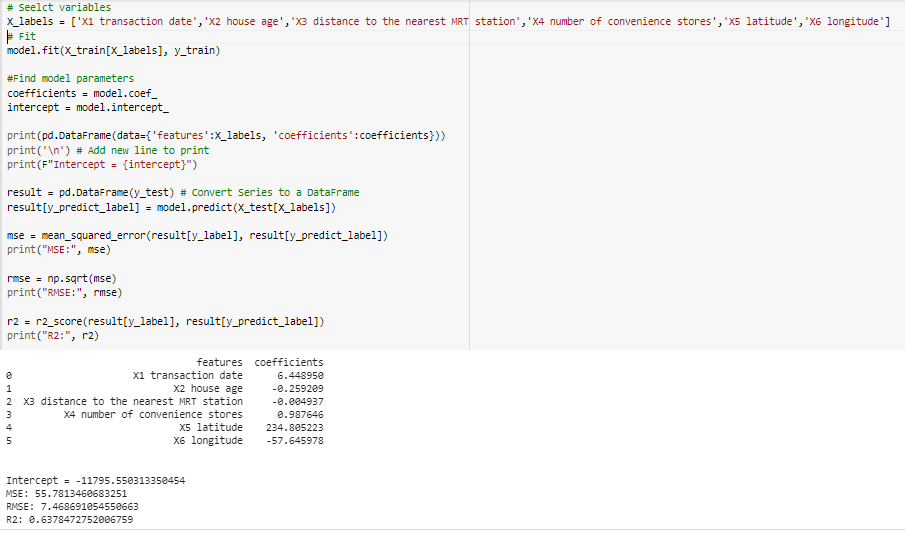 # Seelct variables
X_labels = ['X1 transaction date','X2 house age','X3 distance to the nearest MRT station','X4 number of convenience stores','X5 latitude','X6 longitude']
# Fit
model.fit(X_train[X_labels], y_train)
#Find model parameters
coefficients = model.coef_
intercept = model.intercept_
print(pd.DataFrame(data={'features':X_labels, 'coefficients':coefficients}))
print('\n') # Add new line to print
print(F"Intercept = {intercept}")
result = pd.DataFrame(y_test) # Convert Series to a DataFrame
result[y_predict_label] = model.predict(X_test[X_labels])
mse = mean_squared_error(result[y_label], result[y_predict_label])
print("MSE:", mse)
rmse = np.sqrt(mse)
print("RMSE:", rmse)
r2 = r2_score(result[y_label], result[y_predict_label])
print("R2:", r2)
features coefficients
0 X1 transaction date 6.448950
1 X2 house age -0.259209
2 X3 distance to the nearest MRT station -0.004937
3 X4 number of convenience stores 0.987646
4 X5 latitude 234.805223
5 X6 longitude -57.645978
Intercept = -11795.550313350454
MSE: 55.7813460683251
RMSE: 7.468691054550663
R2: 0.6378472752006759